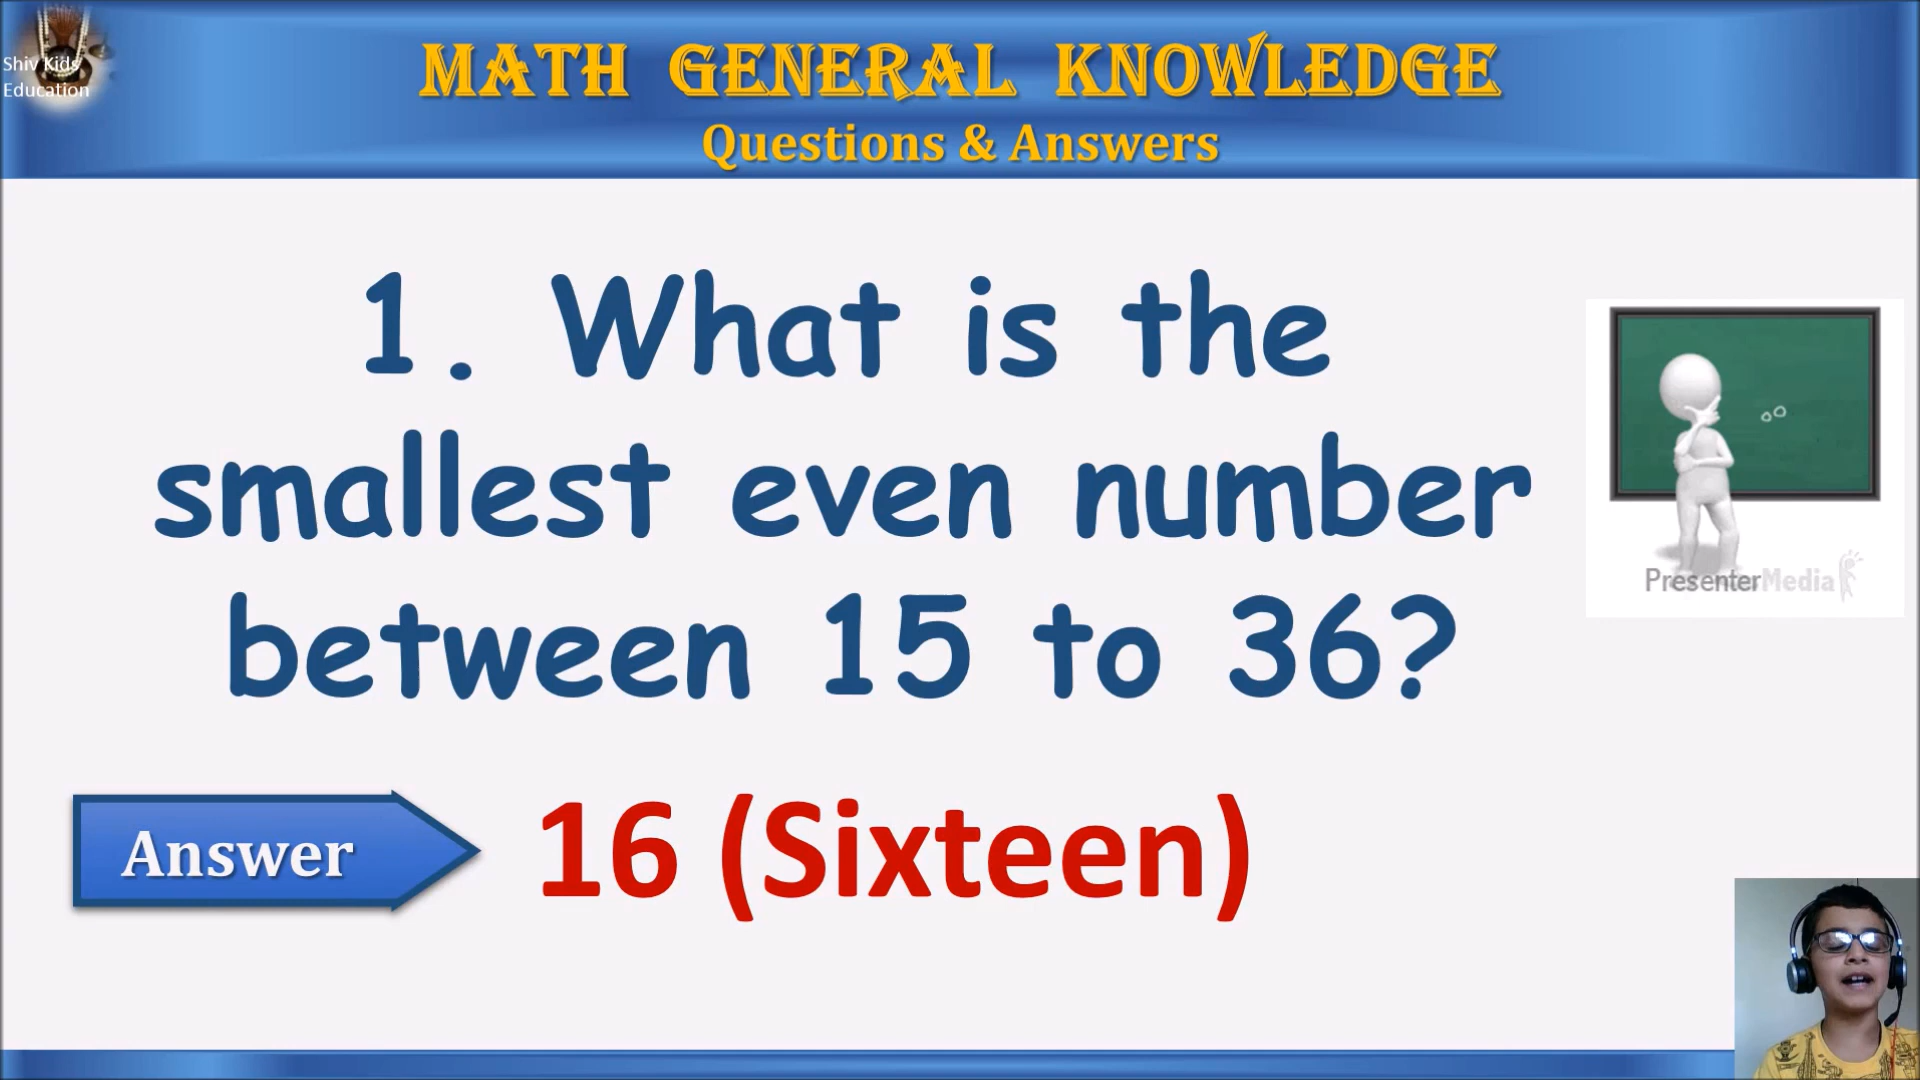 Shiv Kids
Education
MATH GENERAL KNOWLEDGE
Questions & Answers
1. What is the
smallest even number
between 15 to 36?
PresenterMedia
Answer
16 (Sixteen)